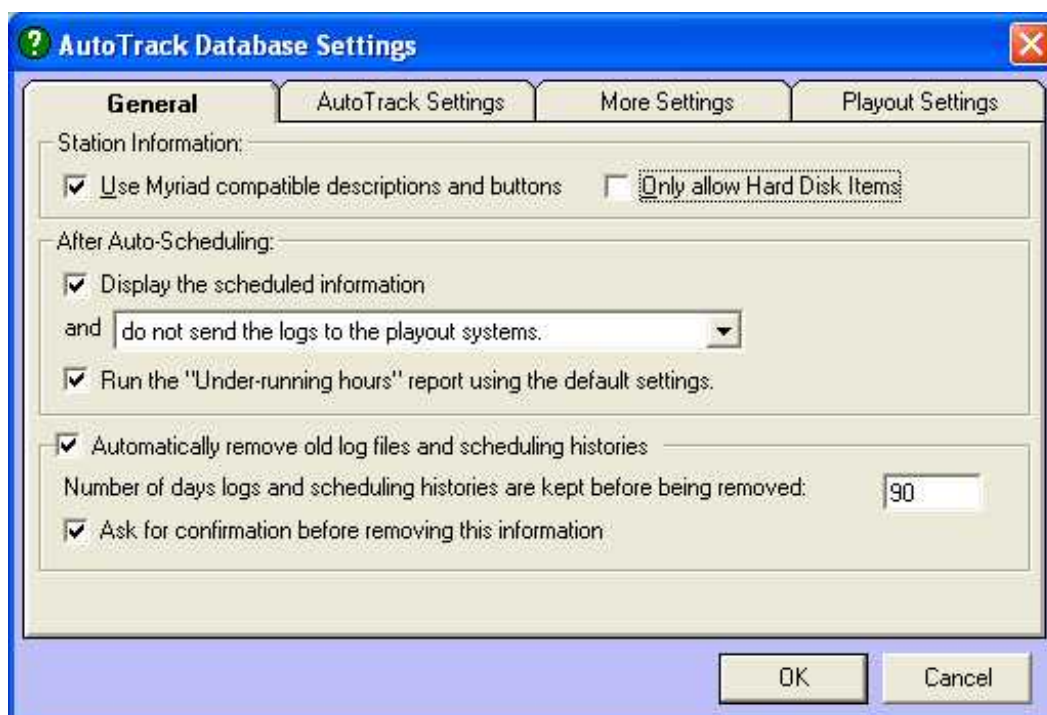 AutoTrack Database Settings
General
AutoTrack Settings
More Settings
Playout Settings
Station Information:
Use Myriad compatible descriptions and buttons
Only allow Hard Disk Items
After Auto-Scheduling:
Display the scheduled information
and do not send the logs to the playout systems.
Run the "Under-running hours" report using the default settings.
Automatically remove old log files and scheduling histories
Number of days logs and scheduling histories are kept before being removed: 90
Ask for confirmation before removing this information
OK
Cancel